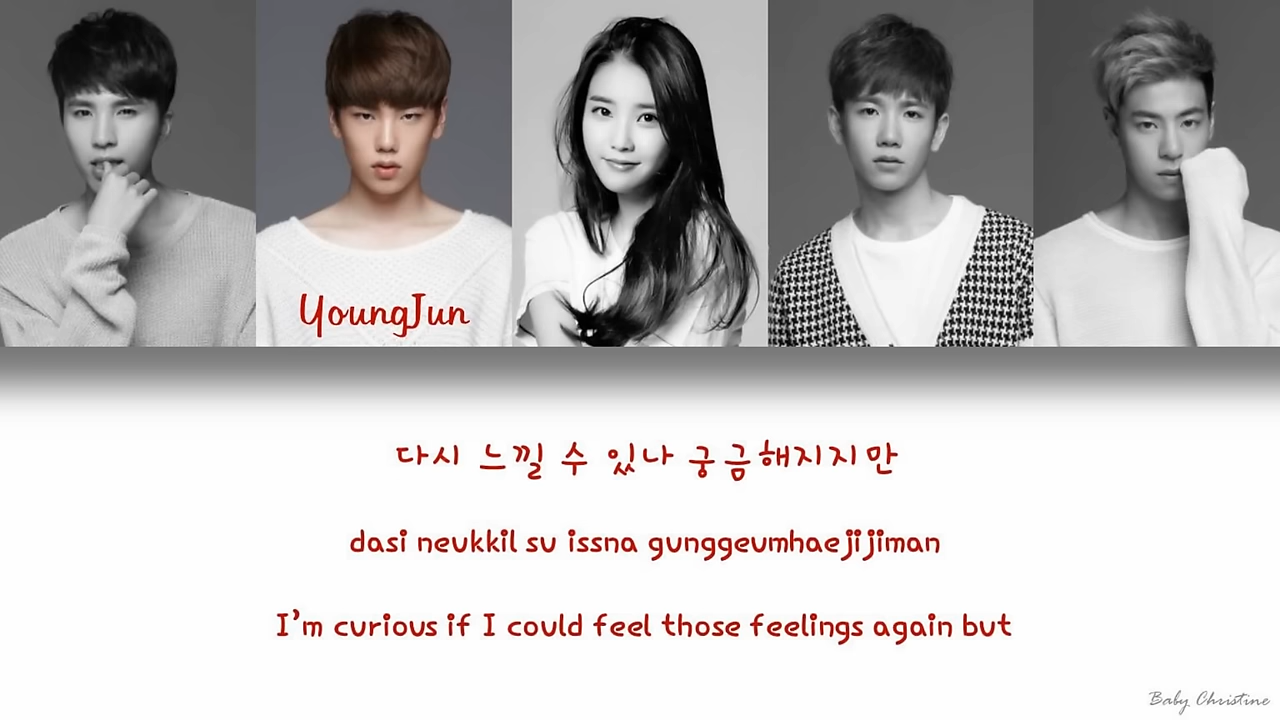 YoungJun
다시 느낄 수 있나 궁금해지지만
dasi neukkil su issna gunggeumhaejijiman
I'm curious if I could feel those feelings again but
Baby Christine